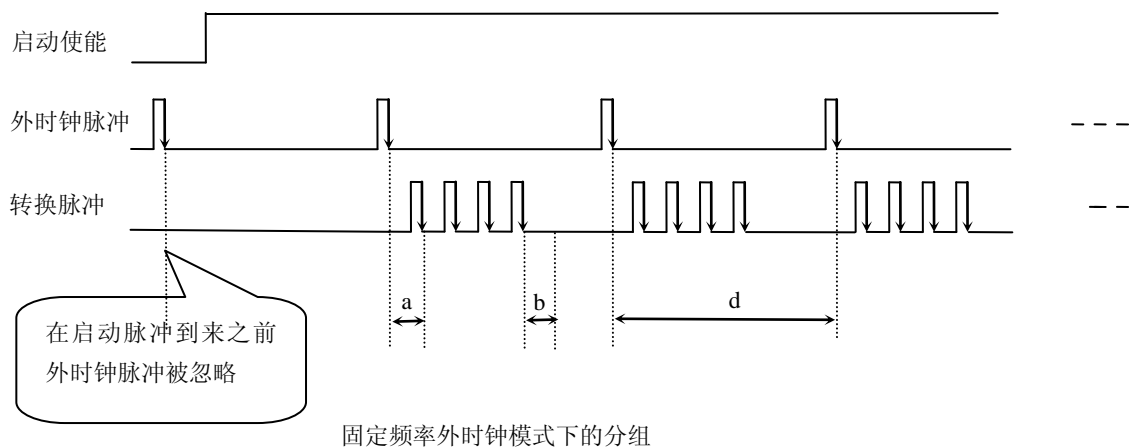 启动使能
外时钟脉冲
转换脉冲
a
b
d
在启动脉冲到来之前
外时钟脉冲被忽略
固定频率外时钟模式下的分组